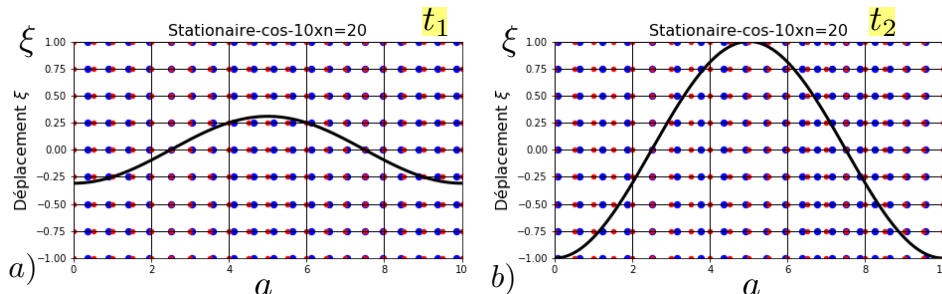 ξ
Stationaire-cos-10xn=20
t₁
1.00
0.75
0.50
0.25
0.00
−0.25
−0.50
−0.75
−1.00
Déplacement ξ
0 2 4 6 8 10
a)
a
ξ
Stationaire-cos-10xn=20
t₂
1.00
0.75
0.50
0.25
0.00
−0.25
−0.50
−0.75
−1.00
Déplacement ξ
0 2 4 6 8 10
b)
a